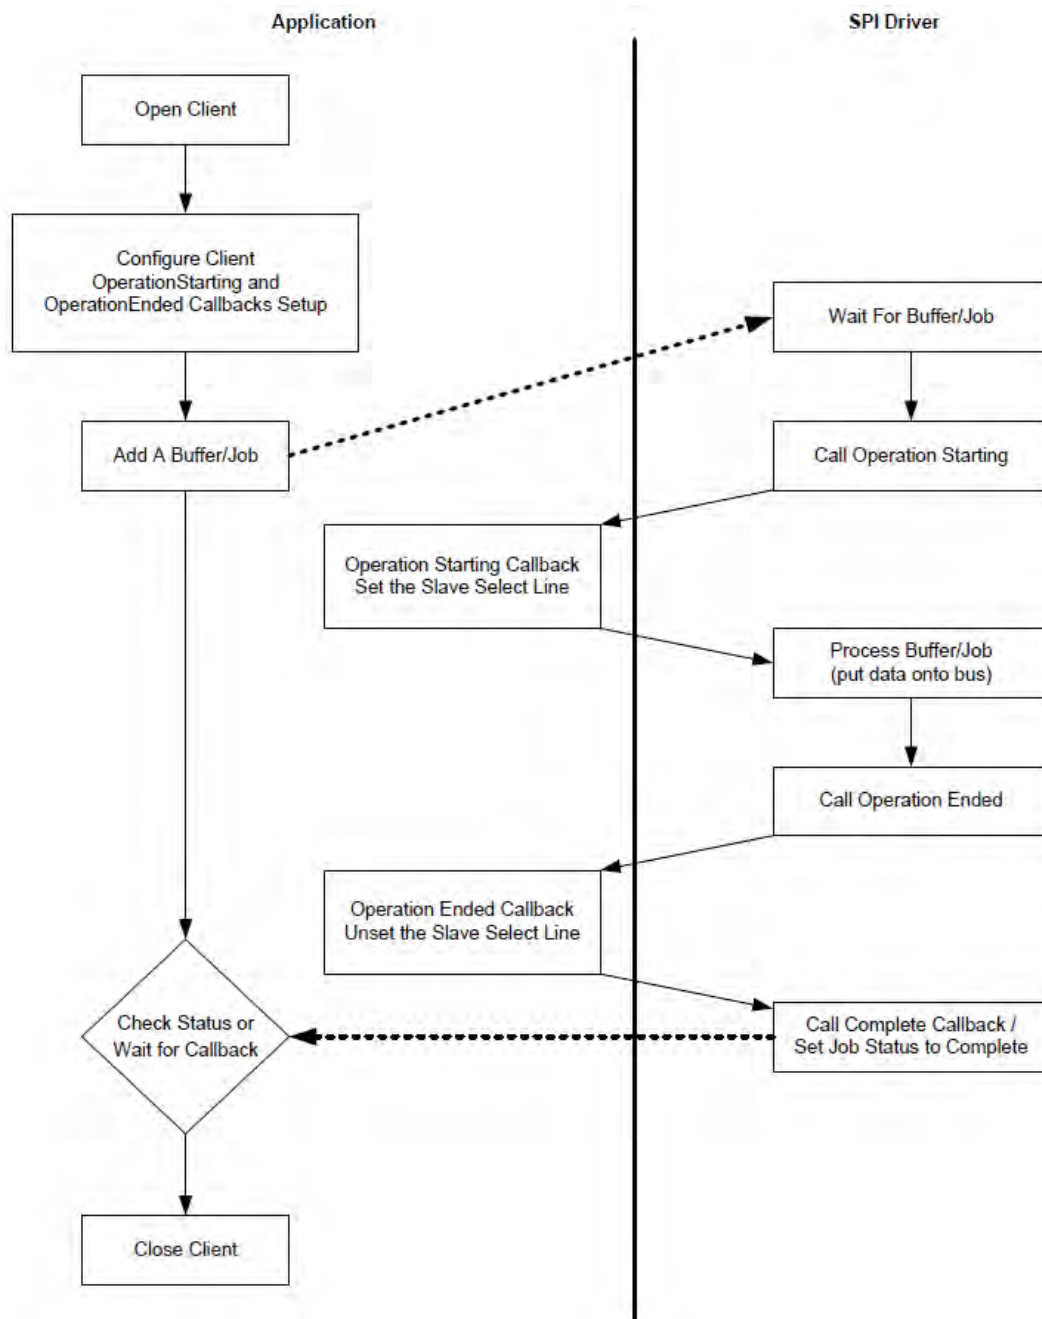 Application
SPI Driver
Open Client
Configure Client
OperationStarting and
OperationEnded Callbacks Setup
Wait For Buffer/Job
Add A Buffer/Job
Call Operation Starting
Operation Starting Callback
Set the Slave Select Line
Process Buffer/Job
(put data onto bus)
Call Operation Ended
Operation Ended Callback
Unset the Slave Select Line
Check Status or
Wait for Callback
Call Complete Callback /
Set Job Status to Complete
Close Client